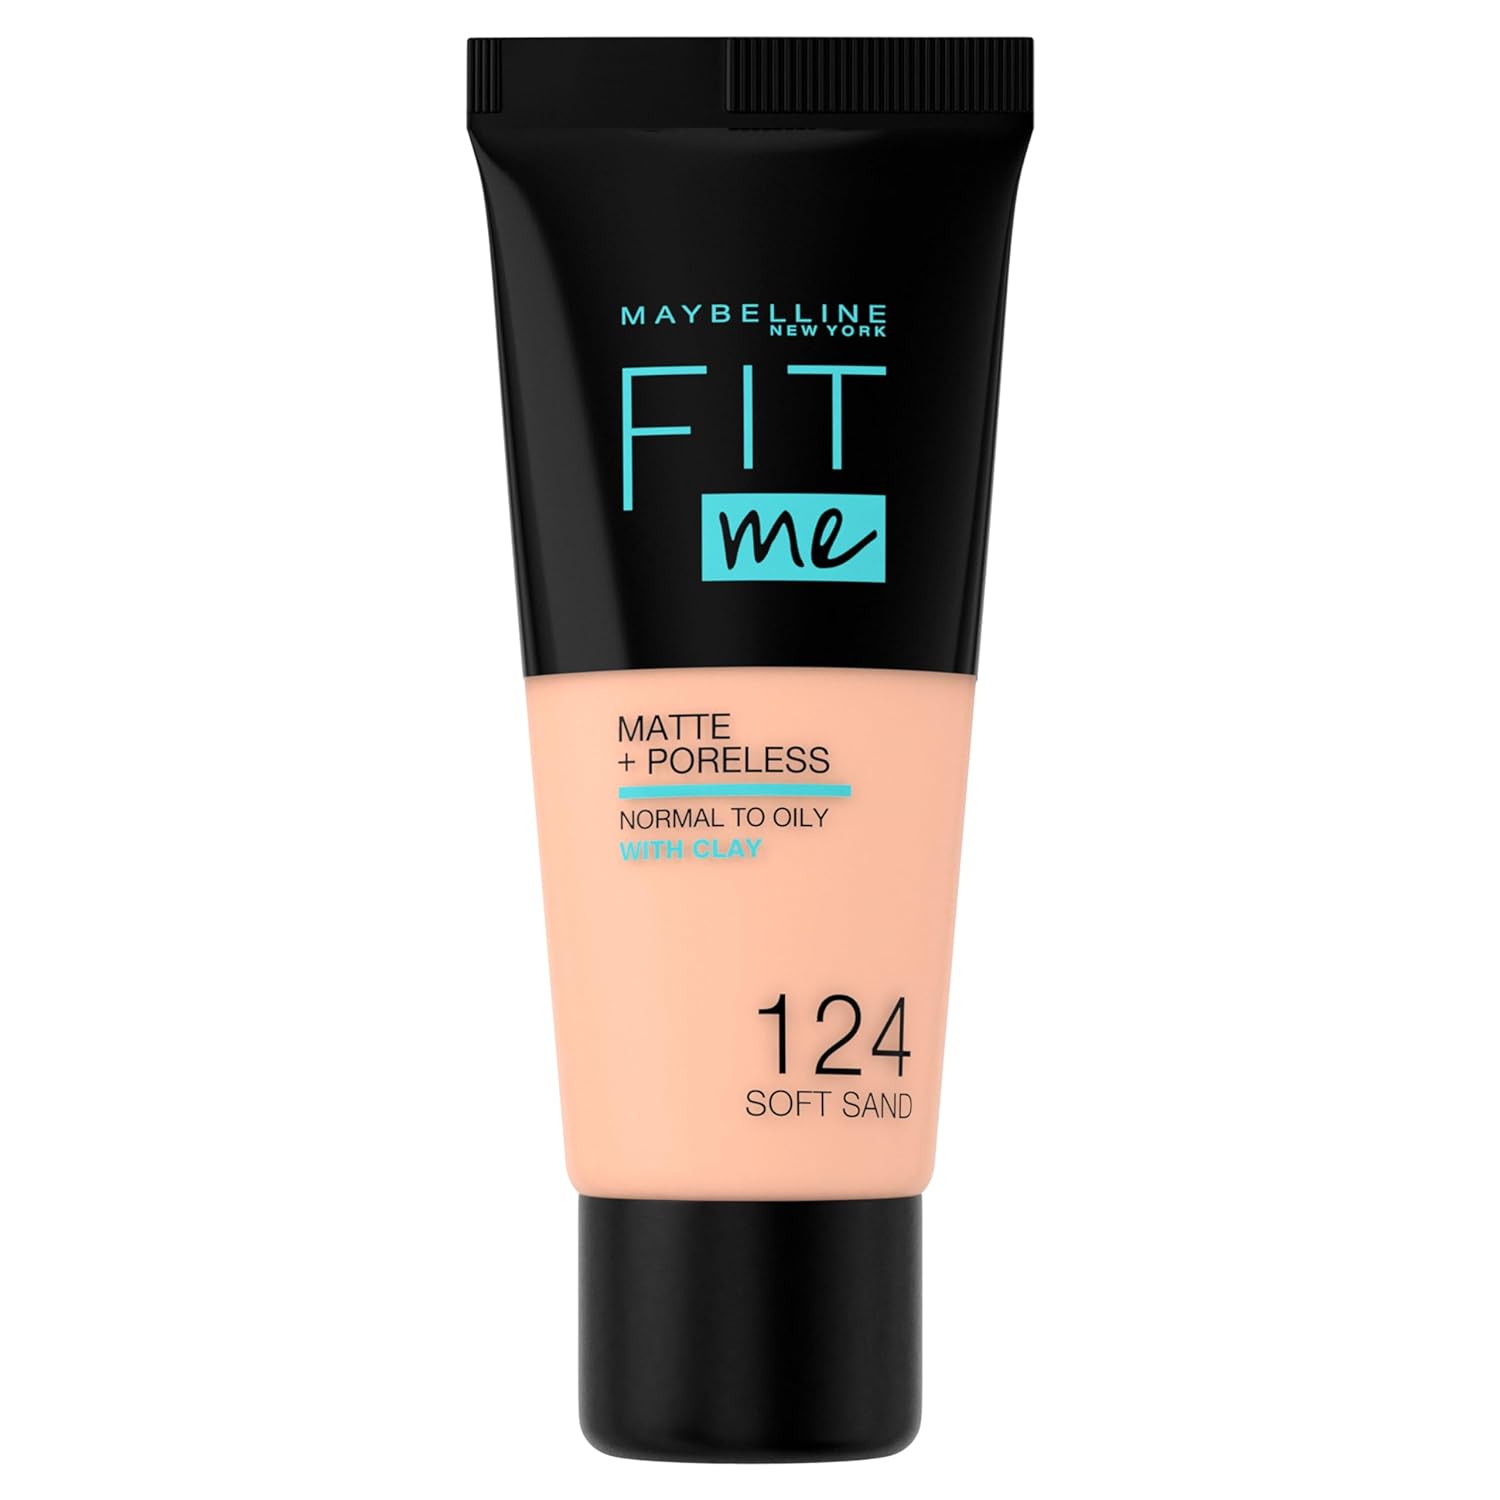 MAYBELLINE
NEW YORK
FIT
me
MATTE
+ PORELESS
NORMAL TO OILY
WITH CLAY
124
SOFT SAND